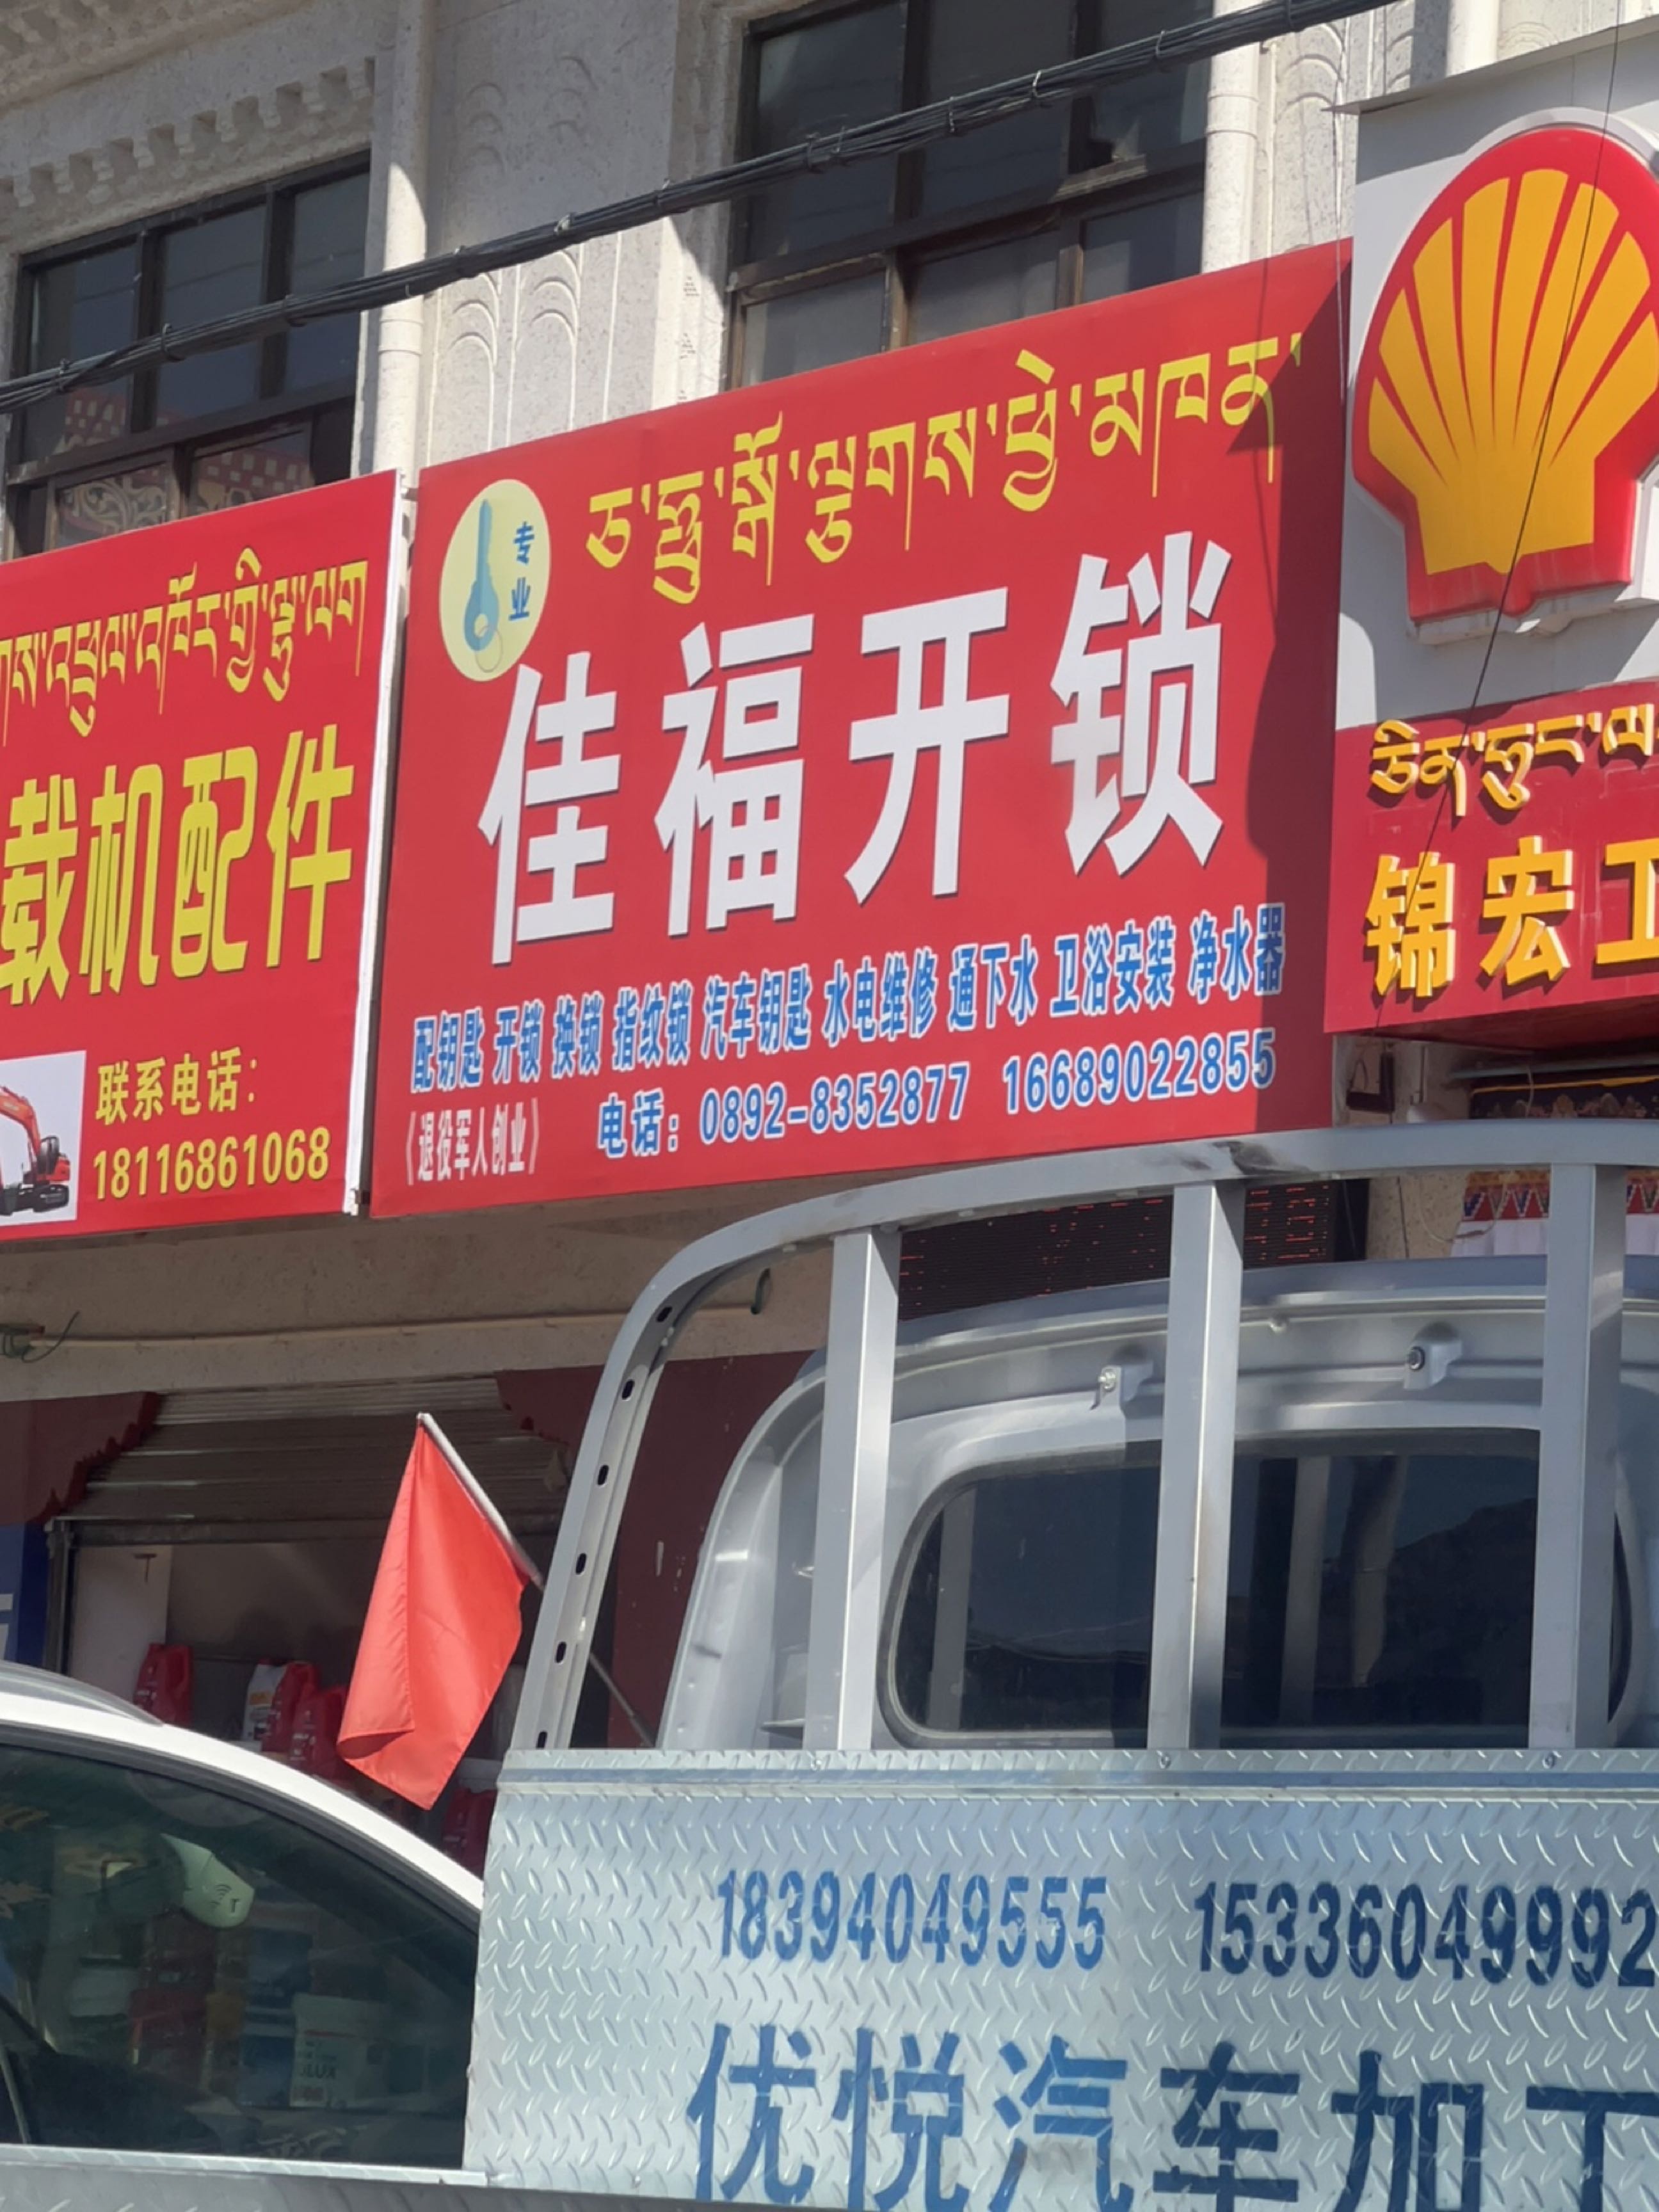 ཅ་དྲུ་སྒོ་ལྕགས་ཕྱེ་མཁན་
专业
佳福开锁
配钥匙 开锁 换锁 指纹锁 汽车钥匙 水电维修 通下水 卫浴安装 净水器
《退役军人创业》
电话：0892-8352877 16689022855
载机配件
联系电话：
18116861068
锦宏工
18394049555 15336049992
优悦汽车加工